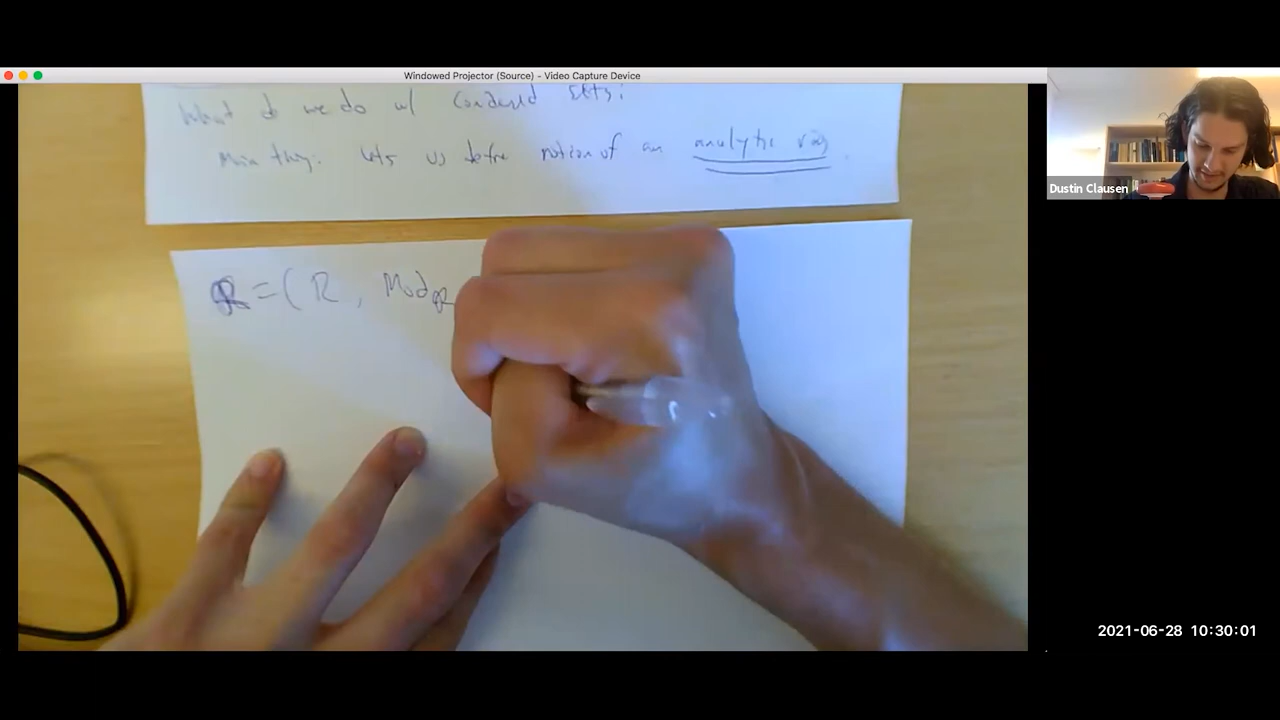 Windowed Projector (Source) - Video Capture Device
What do we do w/ condensed sets?
Main thing: lets us define notion of an analytic ring.
R = (R, Mod_R
Dustin Clausen
2021-06-28 10:30:01